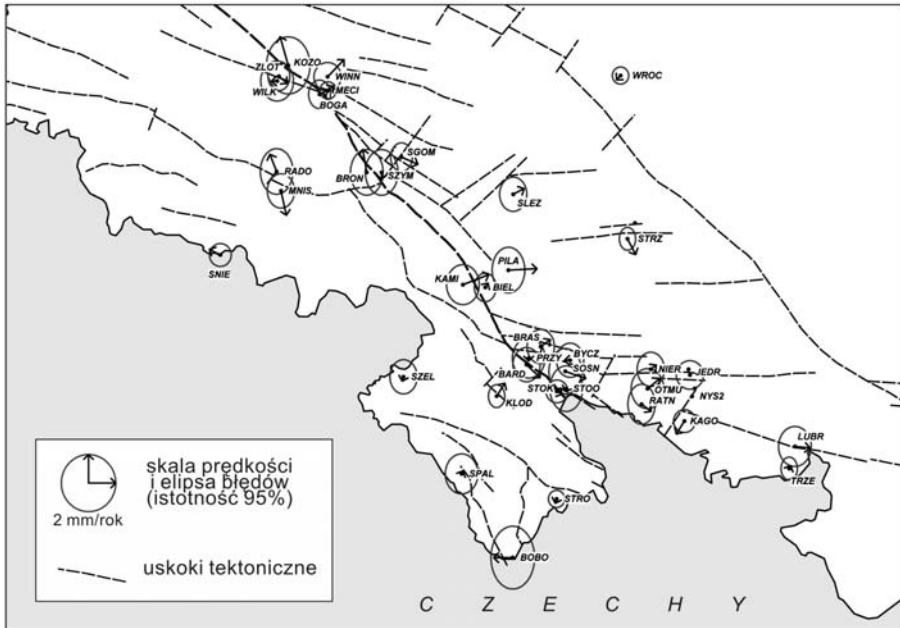 KOZO
ZLOT
WINN
WROC
WILK
MECI
BOGA
SGOM
RADO
BRON
SZYM
MNIS
SLEZ
STRZ
SNIE
PILA
KAMI
BIEL
BRAS
BYCZ
PRZY
SZEL
BARD
SOSN
NIER
JEDR
STOK
STOO
OTMU
NYS2
KLOD
RATN
KAGO
LUBR
SPAL
TRZE
STRO
BOBO
skala prędkości
i elipsa błędów
(istotność 95%)
2 mm/rok
uskoki tektoniczne
C Z E C H Y